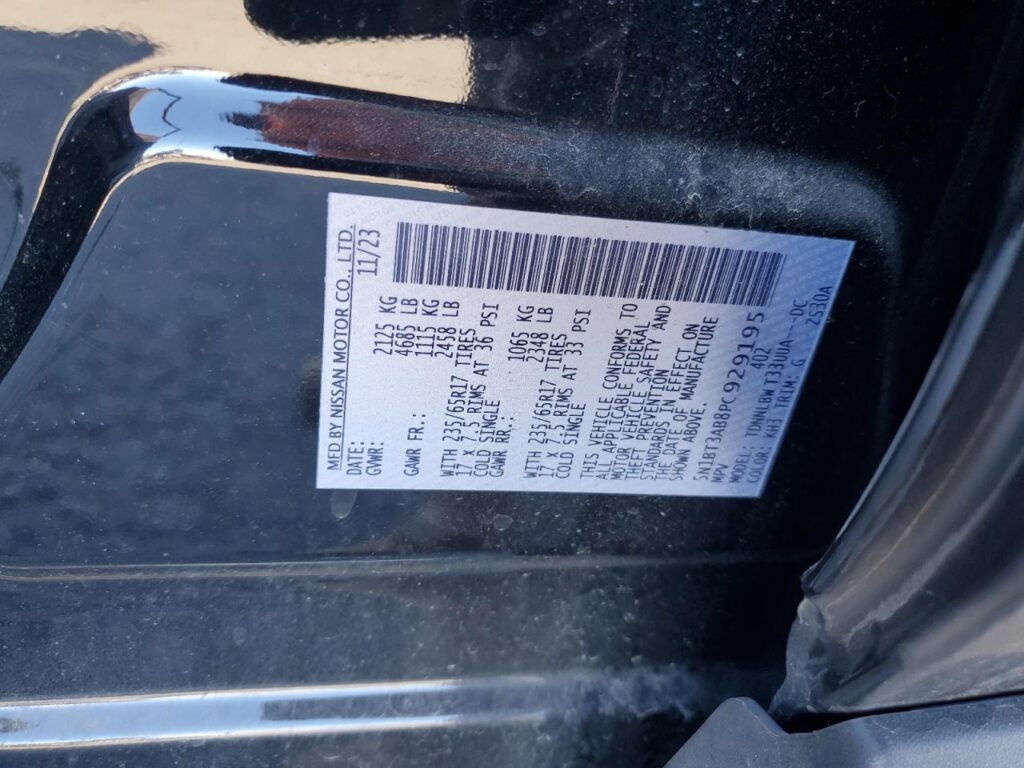 MFD BY NISSAN MOTOR CO., LTD.
DATE: 11/23
GVWR: 2125 KG
4685 LB
GAWR FR.: 1115 KG
2458 LB
WITH 235/65R17 TIRES
17 X 7.5 RIMS AT 36 PSI
COLD SINGLE
GAWR RR.: 1065 KG
2348 LB
WITH 235/65R17 TIRES
17 X 7.5 RIMS AT 33 PSI
COLD SINGLE
THIS VEHICLE CONFORMS TO
ALL APPLICABLE FEDERAL
MOTOR VEHICLE SAFETY AND
THEFT PREVENTION
STANDARDS IN EFFECT ON
THE DATE OF MANUFACTURE
SHOWN ABOVE.
5N1BT3AB8PC929195
MPV 402
MODEL: TDNNLBWT33UUA---DC
COLOR: KH3 TRIM: G ZS30A